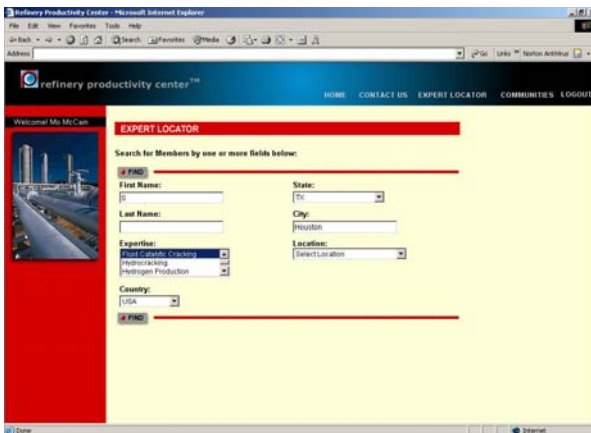 Refinery Productivity Center - Microsoft Internet Explorer
File Edit View Favorites Tools Help
Back Search Favorites Media
Address Go Links Norton AntiVirus
refinery productivity center™
HOME CONTACT US EXPERT LOCATOR COMMUNITIES LOGOUT
Welcome! Mo McCain
EXPERT LOCATOR
Search for Members by one or more fields below:
FIND
First Name: State:
TX
Last Name: City:
Houston
Expertise: Location:
Fluid Catalytic Cracking Select Location
Hydrocracking
Hydrogen Production
Country:
USA
FIND
Done Internet